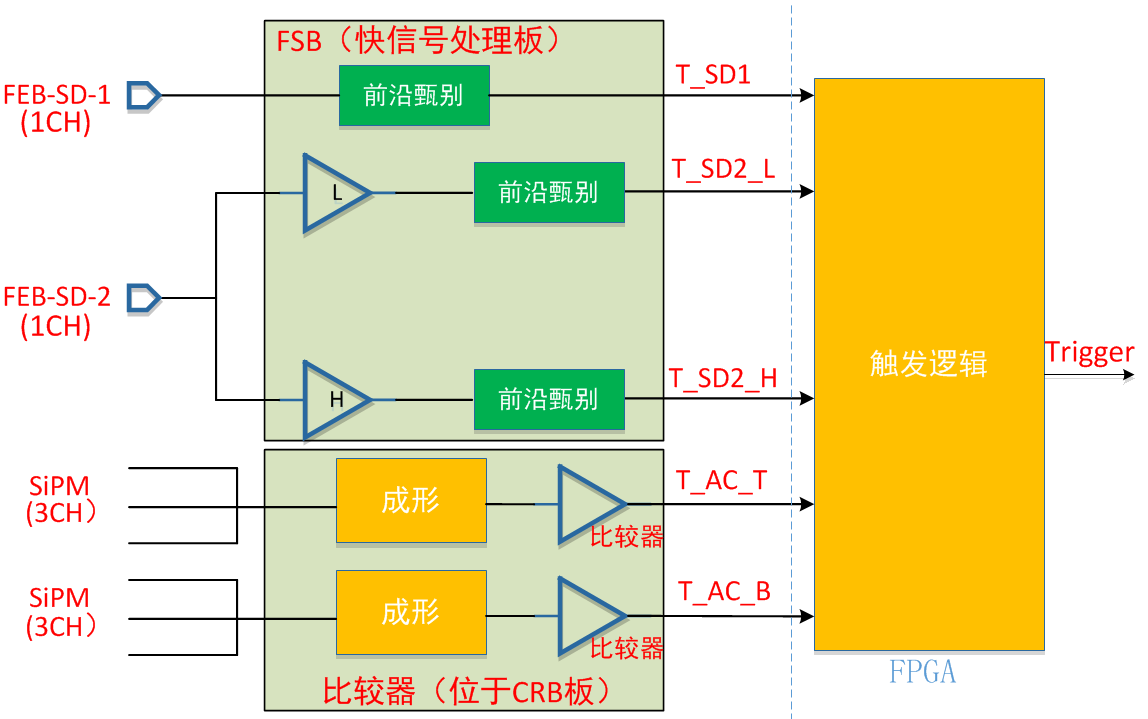 FSB（快信号处理板）
FEB-SD-1
(1CH)
前沿甄别
T_SD1
L
前沿甄别
T_SD2_L
FEB-SD-2
(1CH)
H
前沿甄别
T_SD2_H
触发逻辑
Trigger
SiPM
(3CH）
成形
比较器
T_AC_T
SiPM
(3CH）
成形
比较器
T_AC_B
比较器（位于CRB板）
FPGA